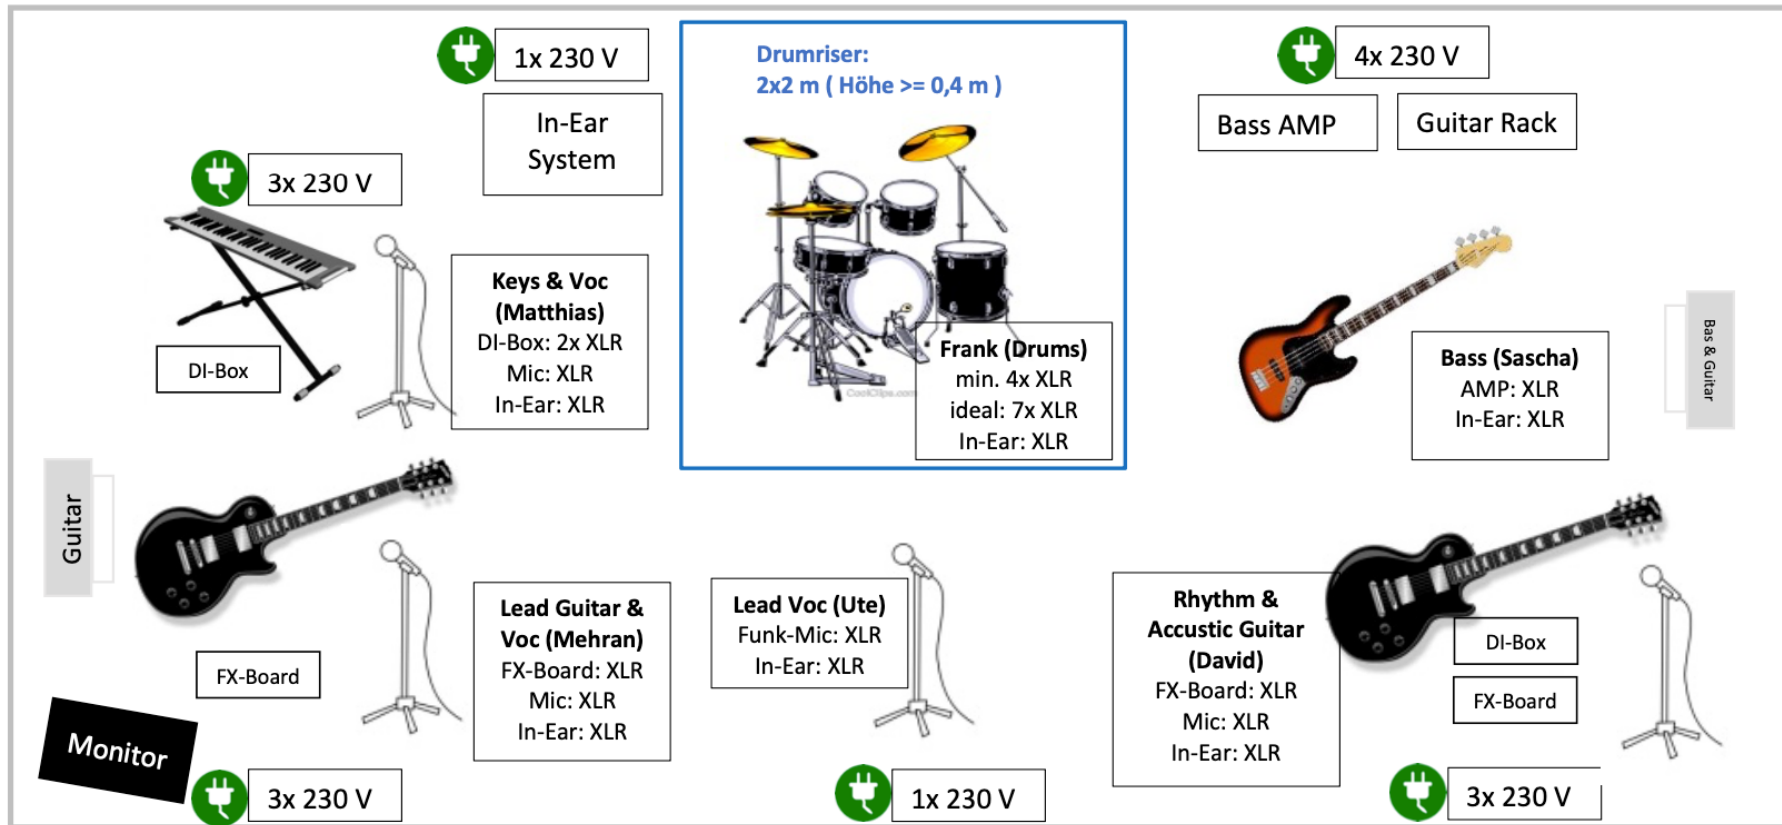 1x 230 V
Drumriser:
2x2 m ( Höhe >= 0,4 m )
4x 230 V
In-Ear
System
Bass AMP
Guitar Rack
3x 230 V
Keys & Voc
(Matthias)
DI-Box: 2x XLR
Mic: XLR
In-Ear: XLR
DI-Box
Frank (Drums)
min. 4x XLR
ideal: 7x XLR
In-Ear: XLR
CoolClips.com
Bass (Sascha)
AMP: XLR
In-Ear: XLR
Bas & Guitar
Guitar
Lead Guitar &
Voc (Mehran)
FX-Board: XLR
Mic: XLR
In-Ear: XLR
FX-Board
Lead Voc (Ute)
Funk-Mic: XLR
In-Ear: XLR
Rhythm &
Accustic Guitar
(David)
FX-Board: XLR
Mic: XLR
In-Ear: XLR
DI-Box
FX-Board
Monitor
3x 230 V
1x 230 V
3x 230 V